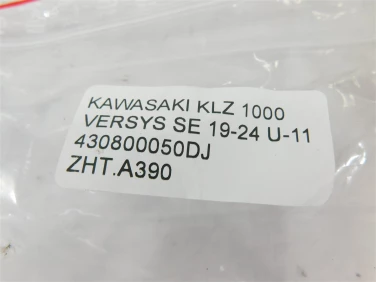 KAWASAKI KLZ 1000
VERSYS SE 19-24 U-11
430800050DJ
ZHT.A390